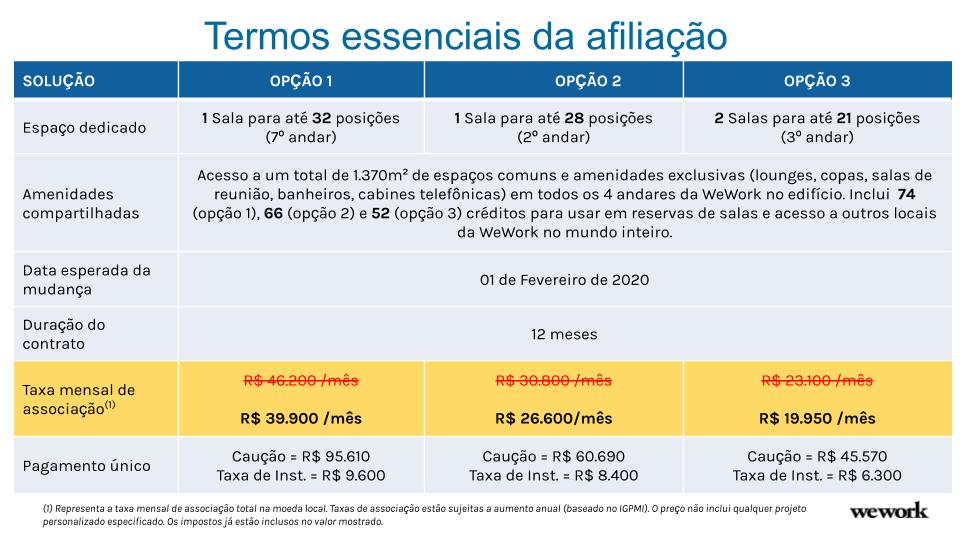 Termos essenciais da afiliação
SOLUÇÃO OPÇÃO 1 OPÇÃO 2 OPÇÃO 3
Espaço dedicado
1 Sala para até 32 posições
(7º andar)
1 Sala para até 28 posições
(2º andar)
2 Salas para até 21 posições
(3º andar)
Amenidades
compartilhadas
Acesso a um total de 1.370m² de espaços comuns e amenidades exclusivas (lounges, copas, salas de
reunião, banheiros, cabines telefônicas) em todos os 4 andares da WeWork no edifício. Inclui 74
(opção 1), 66 (opção 2) e 52 (opção 3) créditos para usar em reservas de salas e acesso a outros locais
da WeWork no mundo inteiro.
Data esperada da
mudança
01 de Fevereiro de 2020
Duração do
contrato
12 meses
Taxa mensal de
associação(1)
R$ 46.200 /mês
R$ 39.900 /mês
R$ 30.800 /mês
R$ 26.600/mês
R$ 23.100 /mês
R$ 19.950 /mês
Pagamento único
Caução = R$ 95.610
Taxa de Inst. = R$ 9.600
Caução = R$ 60.690
Taxa de Inst. = R$ 8.400
Caução = R$ 45.570
Taxa de Inst. = R$ 6.300
(1) Representa a taxa mensal de associação total na moeda local. Taxas de associação estão sujeitas a aumento anual (baseado no IGPMI). O preço não inclui qualquer projeto
personalizado especificado. Os impostos já estão inclusos no valor mostrado.
wework